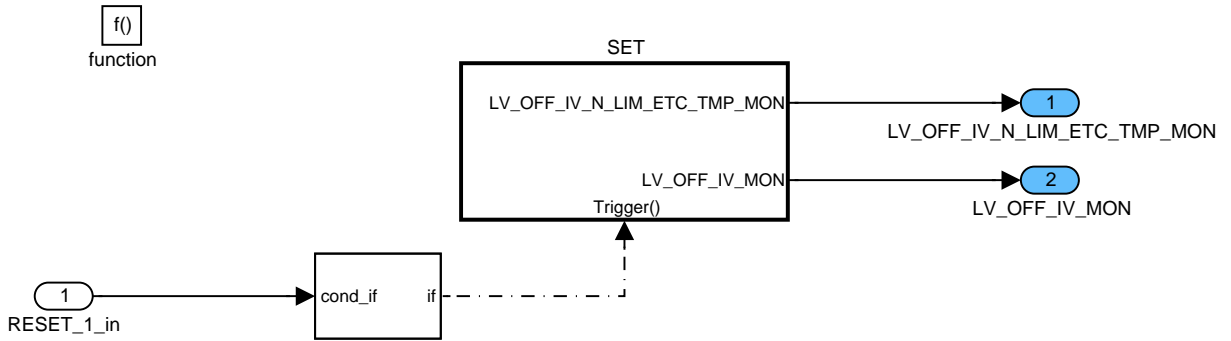 f()
function
SET
LV_OFF_IV_N_LIM_ETC_TMP_MON
1
LV_OFF_IV_N_LIM_ETC_TMP_MON
LV_OFF_IV_MON
2
LV_OFF_IV_MON
Trigger()
1
RESET_1_in
cond_if
if